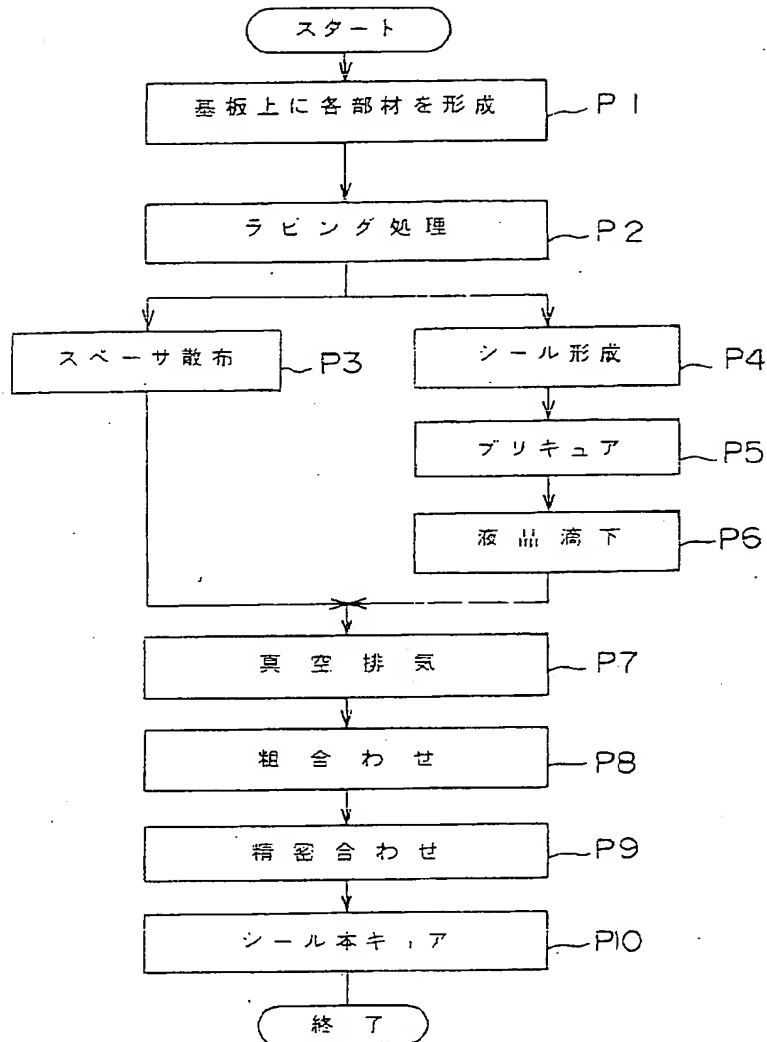 スタート
基板上に各部材を形成
P1
ラビング処理
P2
スペーサ散布
P3
シール形成
P4
プリキュア
P5
液晶滴下
P6
真空排気
P7
粗合わせ
P8
精密合わせ
P9
シール本キュア
P10
終了